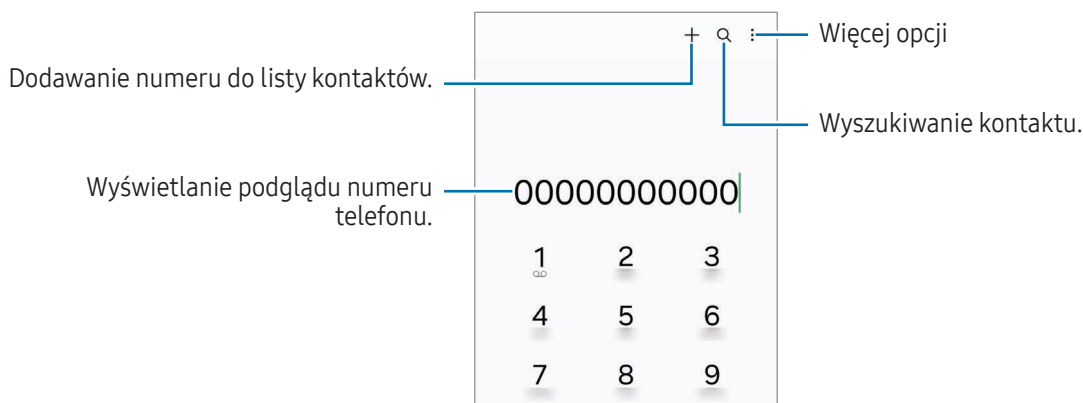 Więcej opcji
Dodawanie numeru do listy kontaktów.
Wyszukiwanie kontaktu.
Wyświetlanie podglądu numeru
telefonu.
00000000000
1 2 3
4 5 6
7 8 9